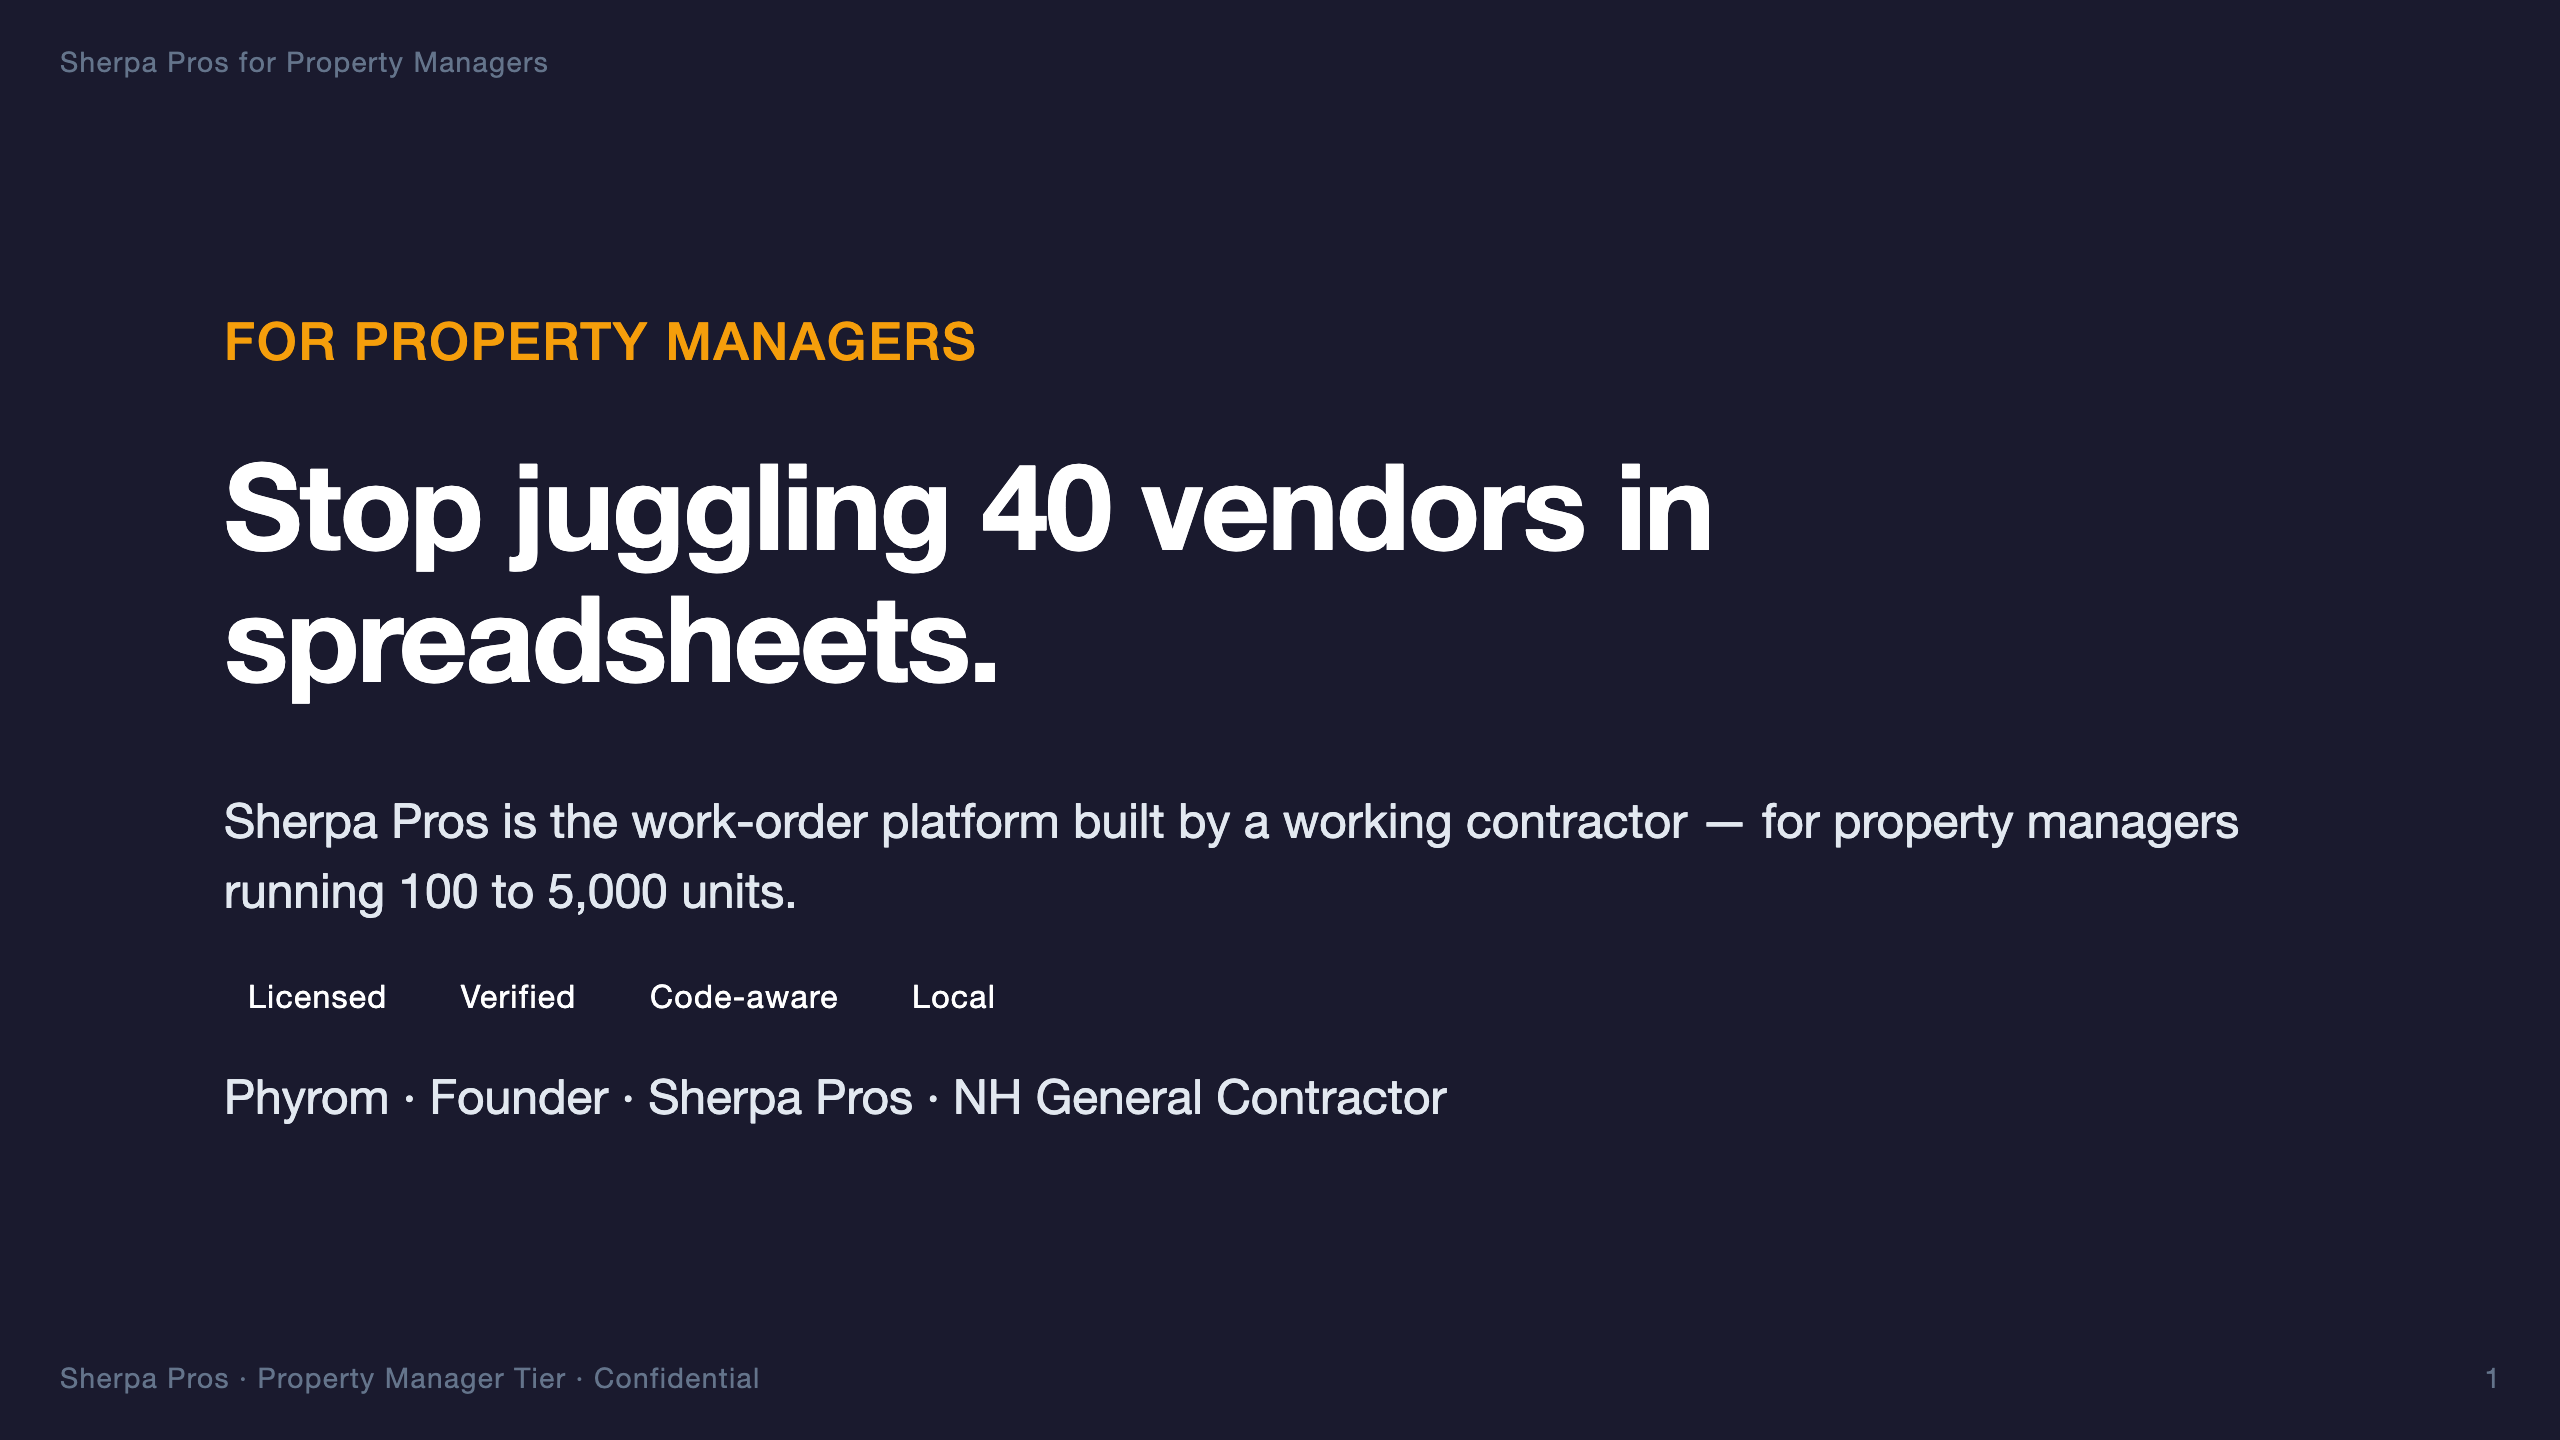 Sherpa Pros for Property Managers
FOR PROPERTY MANAGERS
Stop juggling 40 vendors in
spreadsheets.
Sherpa Pros is the work-order platform built by a working contractor — for property managers
running 100 to 5,000 units.
Licensed Verified Code-aware Local
Phyrom · Founder · Sherpa Pros · NH General Contractor
Sherpa Pros · Property Manager Tier · Confidential 1